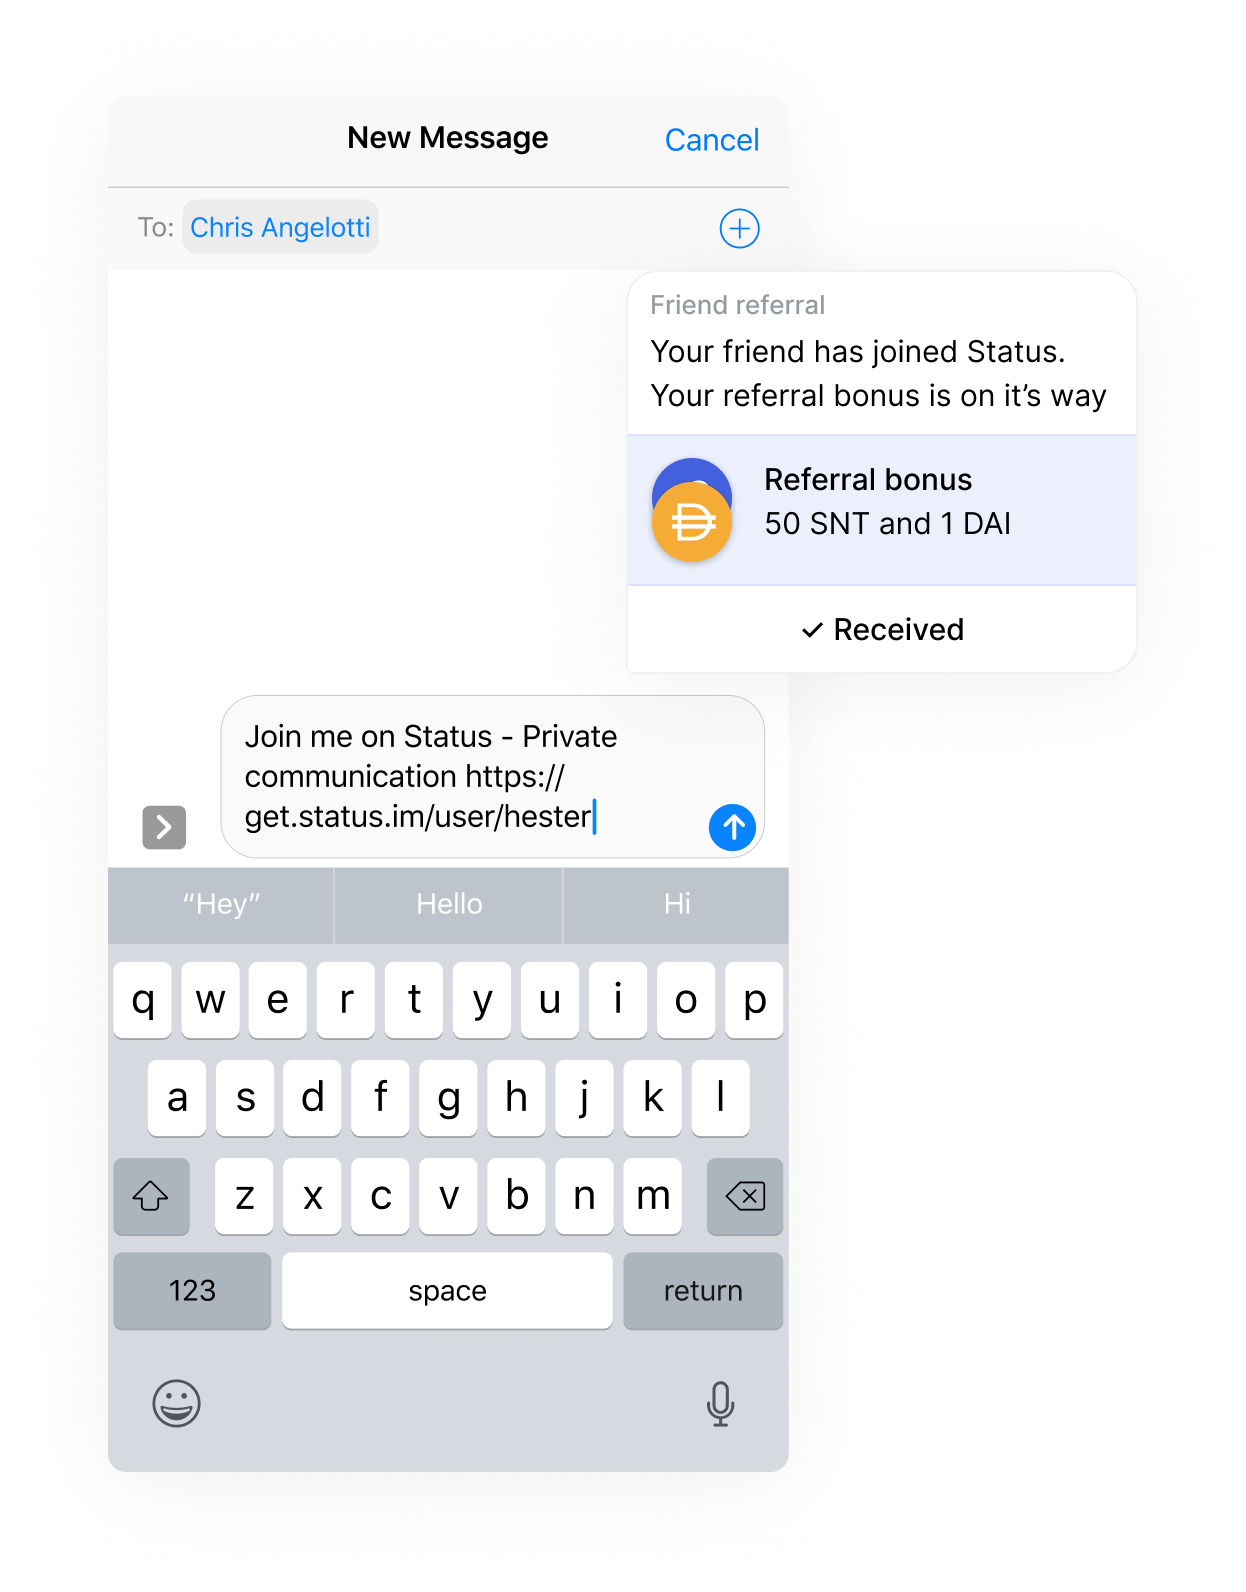 New Message
Cancel
To: Chris Angelotti
Friend referral
Your friend has joined Status.
Your referral bonus is on it’s way
Referral bonus
50 SNT and 1 DAI
✓ Received
Join me on Status - Private
communication https://
get.status.im/user/hester
“Hey” Hello Hi
q w e r t y u i o p
a s d f g h j k l
z x c v b n m
123 space return